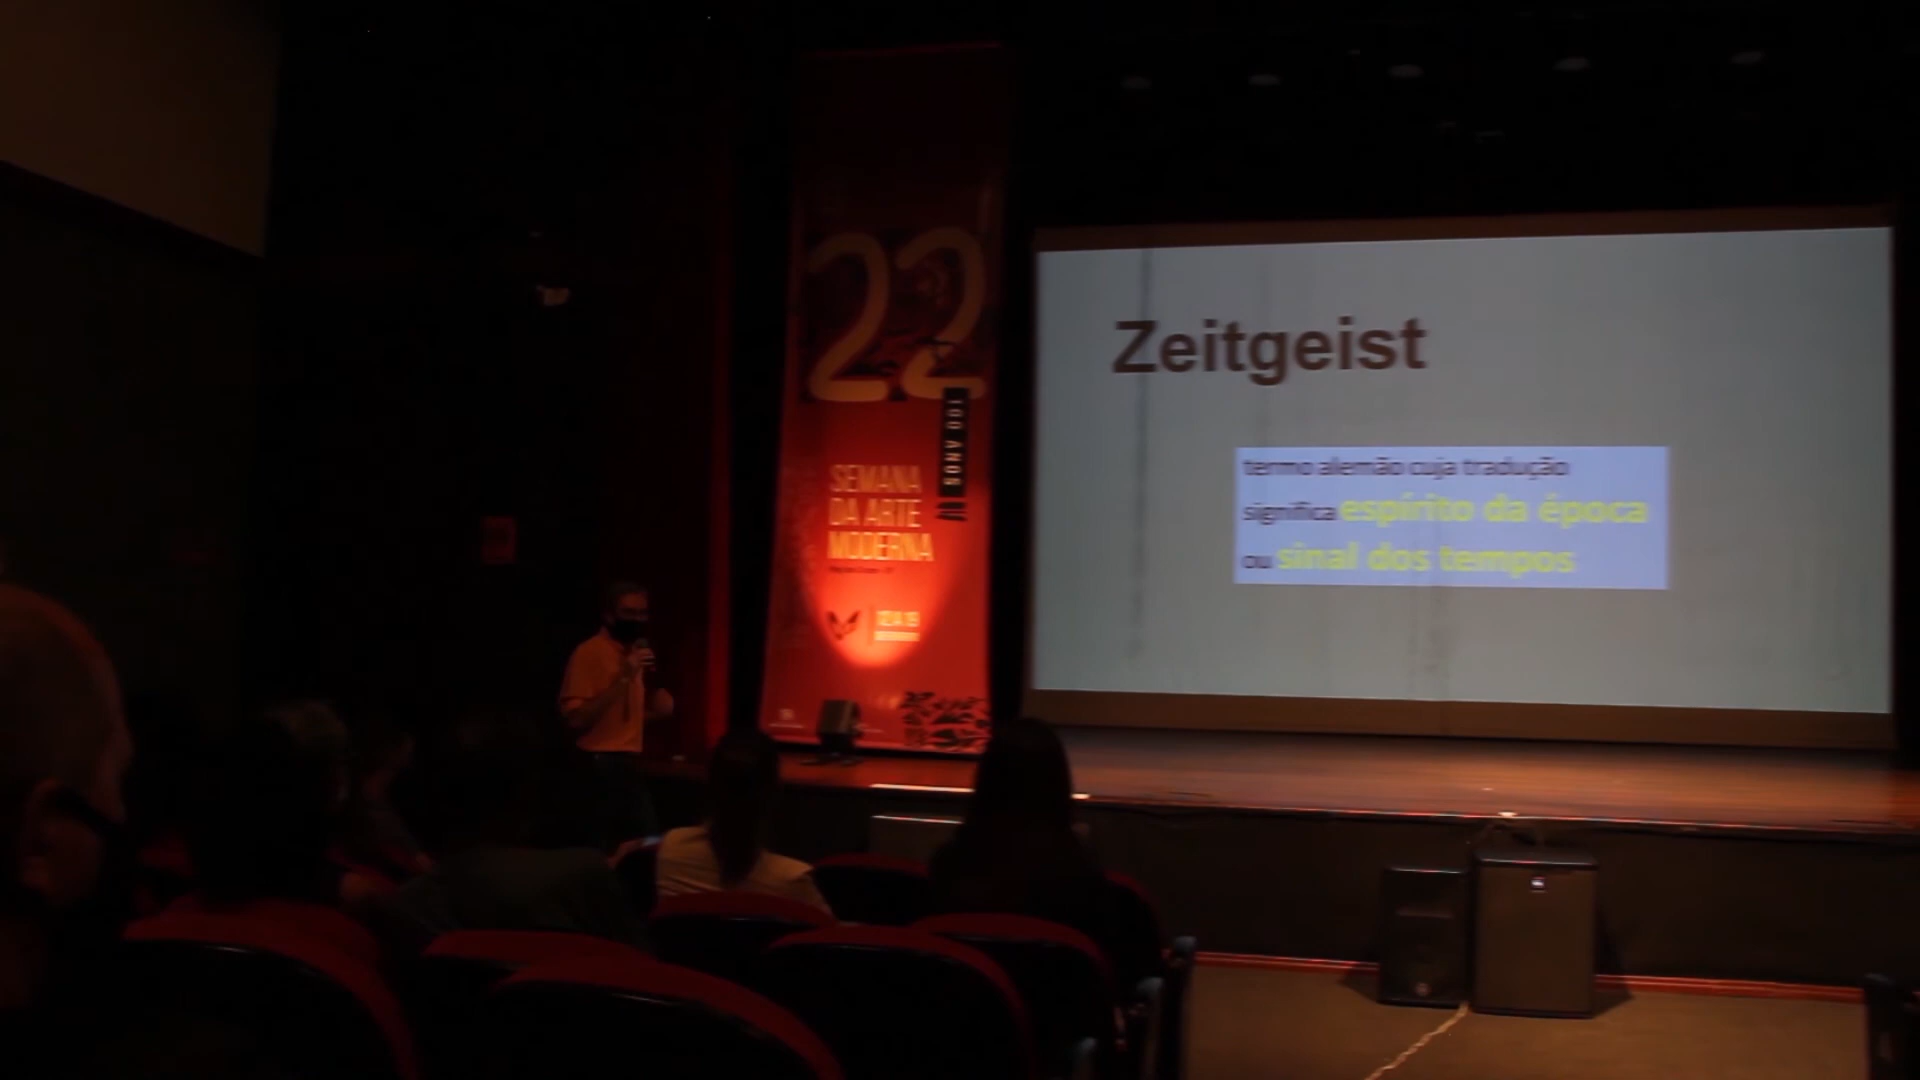 22
100 ANOS
SEMANA
DA ARTE
MODERNA
Zeitgeist
termo alemão cuja tradução
significa espírito da época
ou sinal dos tempos